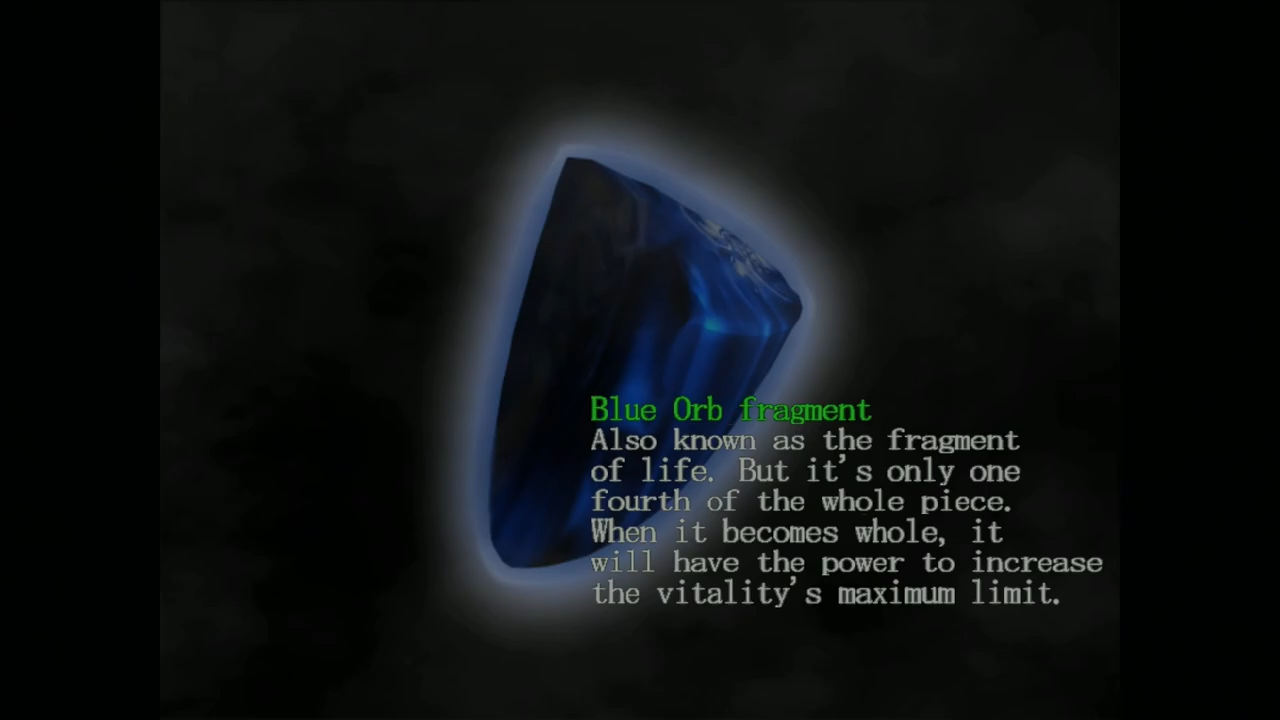 Blue Orb fragment
Also known as the fragment
of life. But it's only one
fourth of the whole piece.
When it becomes whole, it
will have the power to increase
the vitality's maximum limit.